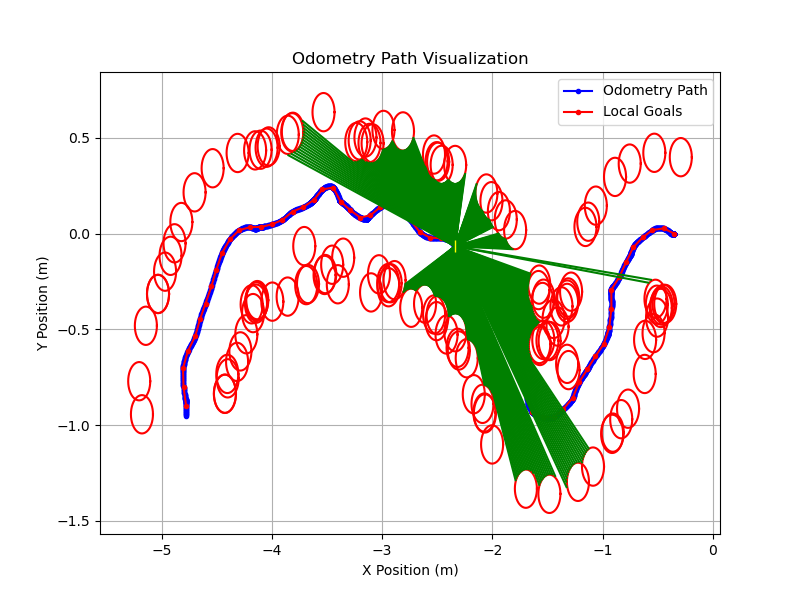 Odometry Path Visualization
Odometry Path
Local Goals
Y Position (m)
0.5
0.0
−0.5
−1.0
−1.5
−5
−4
−3
−2
−1
0
X Position (m)